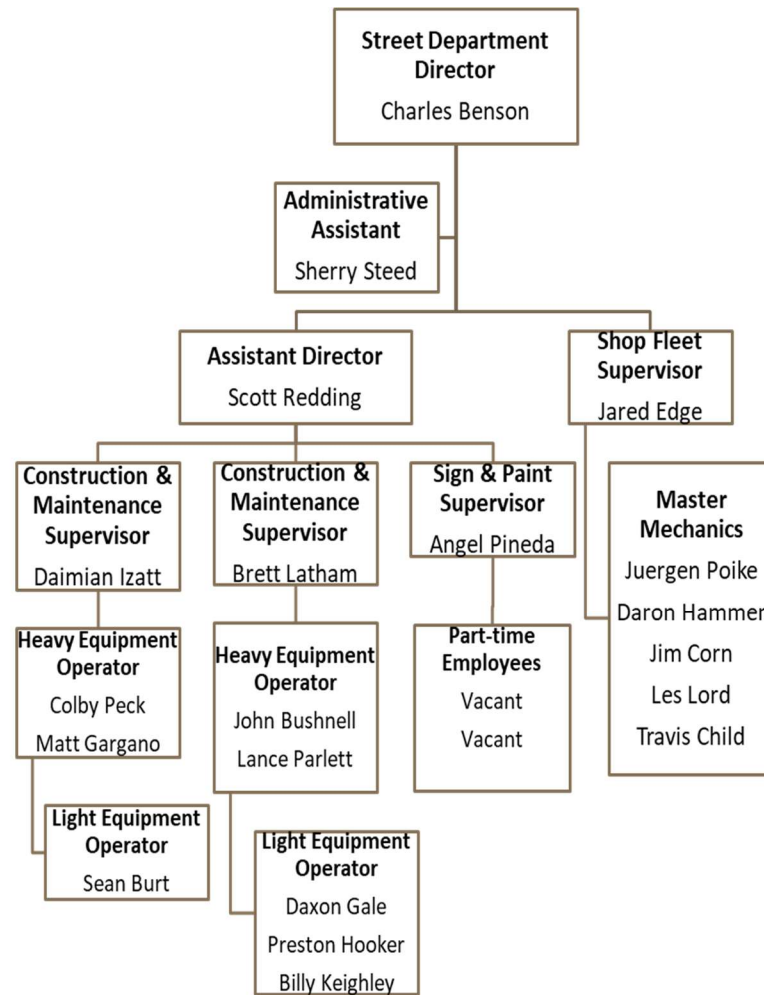 Street Department
Director
Charles Benson
Administrative
Assistant
Sherry Steed
Assistant Director
Scott Redding
Shop Fleet
Supervisor
Jared Edge
Construction &
Maintenance
Supervisor
Daimian Izatt
Construction &
Maintenance
Supervisor
Brett Latham
Sign & Paint
Supervisor
Angel Pineda
Master
Mechanics
Juergen Poike
Daron Hammer
Jim Corn
Les Lord
Travis Child
Heavy Equipment
Operator
Colby Peck
Matt Gargano
Heavy Equipment
Operator
John Bushnell
Lance Parlett
Part-time
Employees
Vacant
Vacant
Light Equipment
Operator
Sean Burt
Light Equipment
Operator
Daxon Gale
Preston Hooker
Billy Keighley